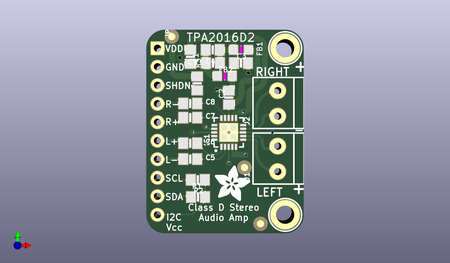 TPA2016D2
VDD
FB1
GND
RIGHT
+
SHDN
R-
C8
R+
C7
L+
L-
C5
SCL
SDA
LEFT
+
Class D Stereo
Audio Amp
I2C
Vcc